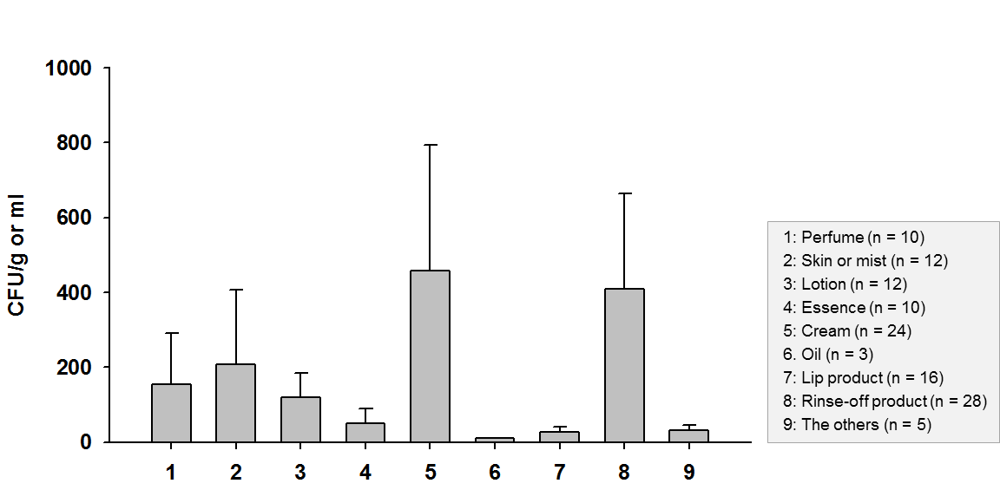 1000
800
600
400
200
0
CFU/g or ml
1 2 3 4 5 6 7 8 9
1: Perfume (n = 10)
2: Skin or mist (n = 12)
3: Lotion (n = 12)
4: Essence (n = 10)
5: Cream (n = 24)
6. Oil (n = 3)
7: Lip product (n = 16)
8: Rinse-off product (n = 28)
9: The others (n = 5)